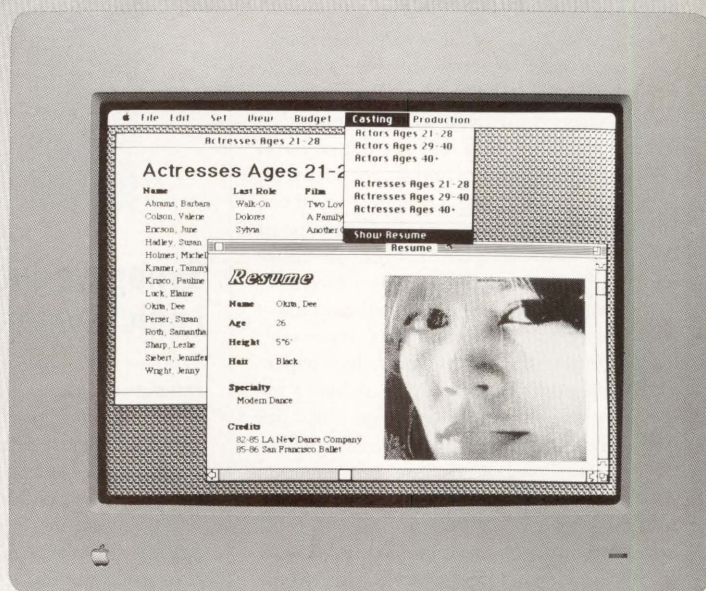 File Edit Set View Budget Casting Production
Actors Ages 21-28
Actors Ages 29-40
Actors Ages 40+
Actresses Ages 21-28
Actresses Ages 29-40
Actresses Ages 40+
Show Resume
Actresses Ages 21-28
Actresses Ages 21-2
Name Last Role Film
Abrams, Barbara Walk-On Two Lov
Colson, Valerie Dolores A Family
Encson, June Sylvia Another
Hadley, Susan
Holmes, Michell
Kramer, Tammy
Krisco, Pauline
Luck, Elaine
Okita, Dee
Perser, Susan
Roth, Samantha
Sharp, Leslie
Siebert, Jennifer
Wright, Jenny
Resume
Resume
Name Okita, Dee
Age 26
Height 5"6'
Hair Black
Specialty
Modern Dance
Credits
82-85 LA New Dance Company
85-86 San Francisco Ballet